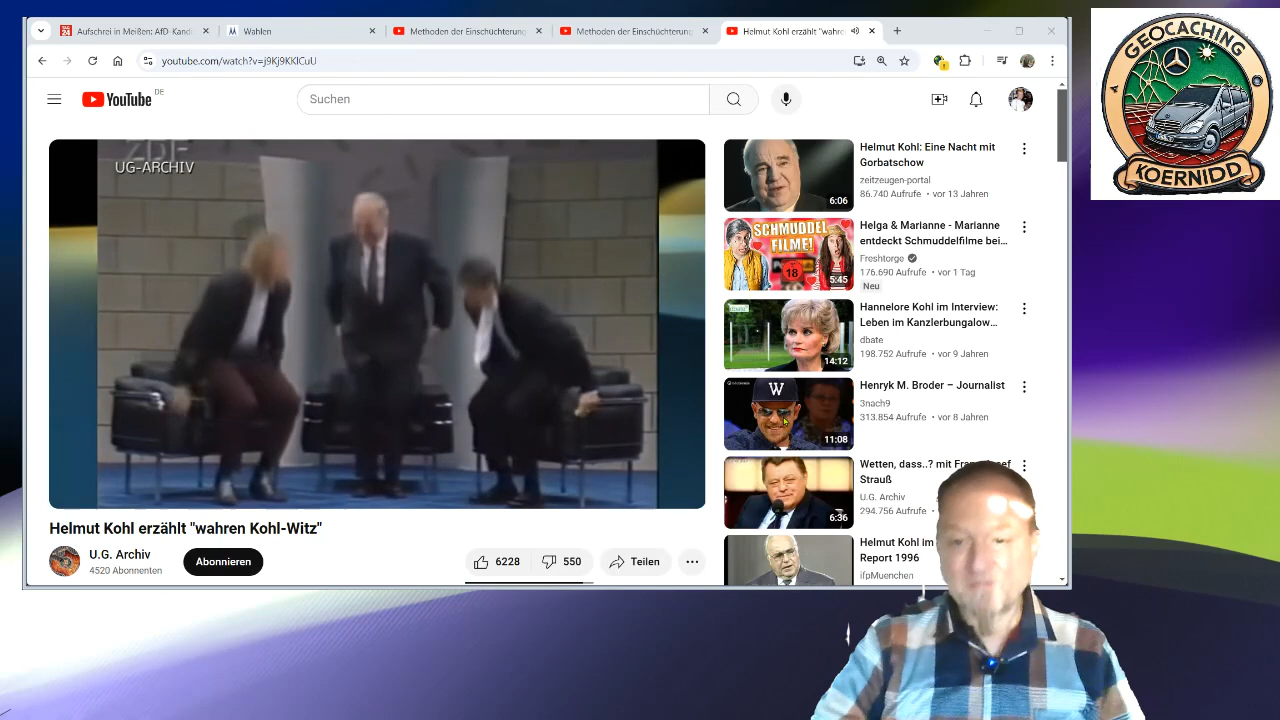 Aufschrei in Meißen: AfD-Kand
Wahlen
Methoden der Einschüchterung
Methoden der Einschüchterung
Helmut Kohl erzählt "wahre
youtube.com/watch?v=j9Kj9KKlCuU
YouTube DE
Suchen
ZDF
UG-ARCHIV
Helmut Kohl erzählt "wahren Kohl-Witz"
U.G. Archiv
4520 Abonnenten
Abonnieren
6228
550
Teilen
6:06
Helmut Kohl: Eine Nacht mit
Gorbatschow
zeitzeugen-portal
86.740 Aufrufe • vor 13 Jahren
SCHMUDDEL
FILME!
18
5:45
Helga & Marianne - Marianne
entdeckt Schmuddelfilme bei...
Freshtorge
176.690 Aufrufe • vor 1 Tag
Neu
14:12
Hannelore Kohl im Interview:
Leben im Kanzlerbungalow...
dbate
198.752 Aufrufe • vor 9 Jahren
W
11:08
Henryk M. Broder – Journalist
3nach9
313.854 Aufrufe • vor 8 Jahren
6:36
Wetten, dass..? mit
Strauß
U.G. Archiv
294.756
Helmut Kohl im
Report 1996
ifpMuenchen
GEOCACHING
KOERNIDD